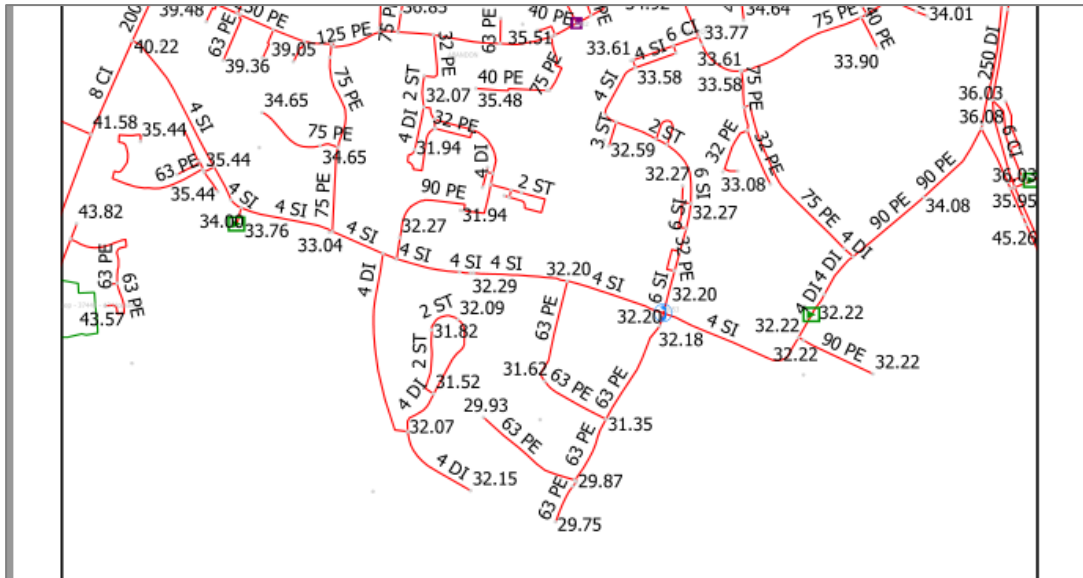 200
39.48
150 PE
63 PE
39.05
39.36
125 PE
75 PE
36.85
63 PE
40 PE
35.51
34.92
34.64
75 PE
40 PE
34.01
33.90
250 DI
40.22
8 CI
4 SI
75 PE
2 ST
32 PE
32.07
40 PE
35.48
75 PE
33.61
4 SI
6 CI
33.77
33.61
33.58
33.58
4 SI
75 PE
36.03
36.08
6 CI
34.65
41.58
35.44
75 PE
34.65
4 DI
32 PE
31.94
4 DI
3 ST
32.59
2 ST
32 PE
32 PE
63 PE
35.44
35.44
4 SI
75 PE
90 PE
2 ST
31.94
32.27
6 SI
32.27
33.08
90 PE
34.08
36.03
35.95
45.26
43.82
34.00
33.76
4 SI
33.04
32.27
6 SI
75 PE
90 PE
4 DI
63 PE
63 PE
43.57
4 SI
4 SI
4 DI
4 SI
4 SI
32.29
32.20
4 SI
32 PE
6 SI
32.20
32.20
32.18
4 SI
4 DI
4 DI
32.22
32.22
32.22
90 PE
32.22
2 ST
32.09
31.82
2 ST
63 PE
31.52
31.62
63 PE
63 PE
4 DI
29.93
32.07
31.35
63 PE
63 PE
4 DI
32.15
29.87
63 PE
29.75